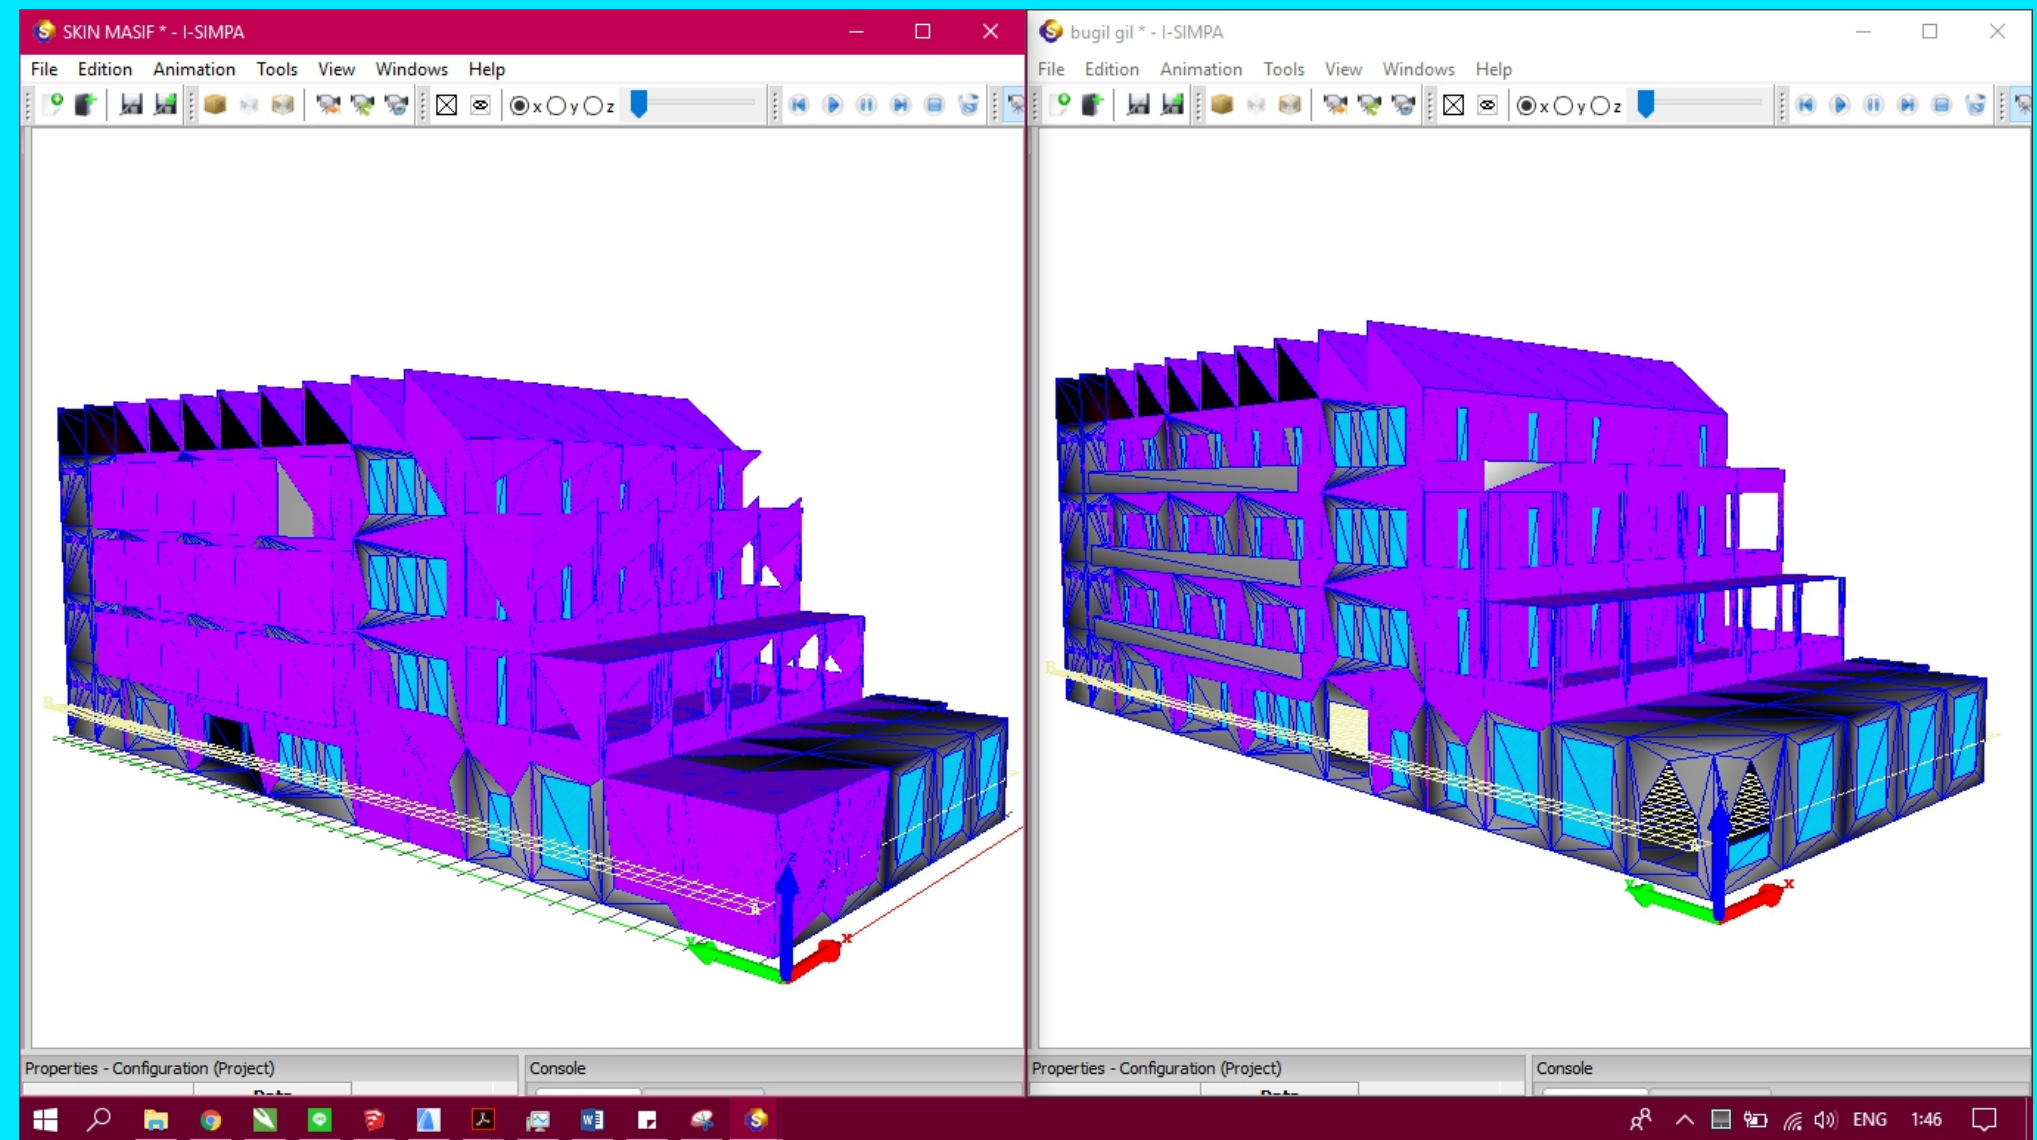 SKIN MASIF * - I-SIMPA
File Edition Animation Tools View Windows Help
x y z
B
A
z
y
x
Properties - Configuration (Project)
Console
bugil gil * - I-SIMPA
File Edition Animation Tools View Windows Help
x y z
B
A
z
y
x
Properties - Configuration (Project)
Console
ENG 1:46